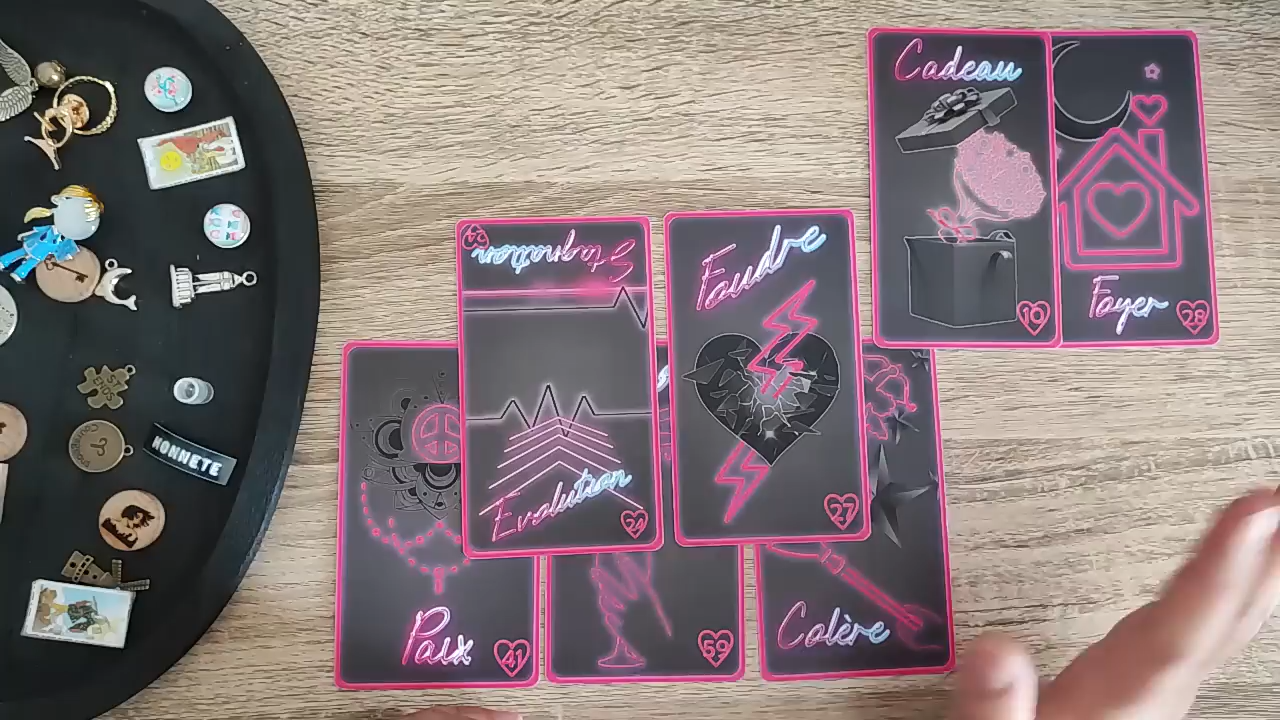 Cadeau
10
Foyer
28
Stagnation
Evolution
24
Foudre
27
Paix
41
59
Colère
HONNETE